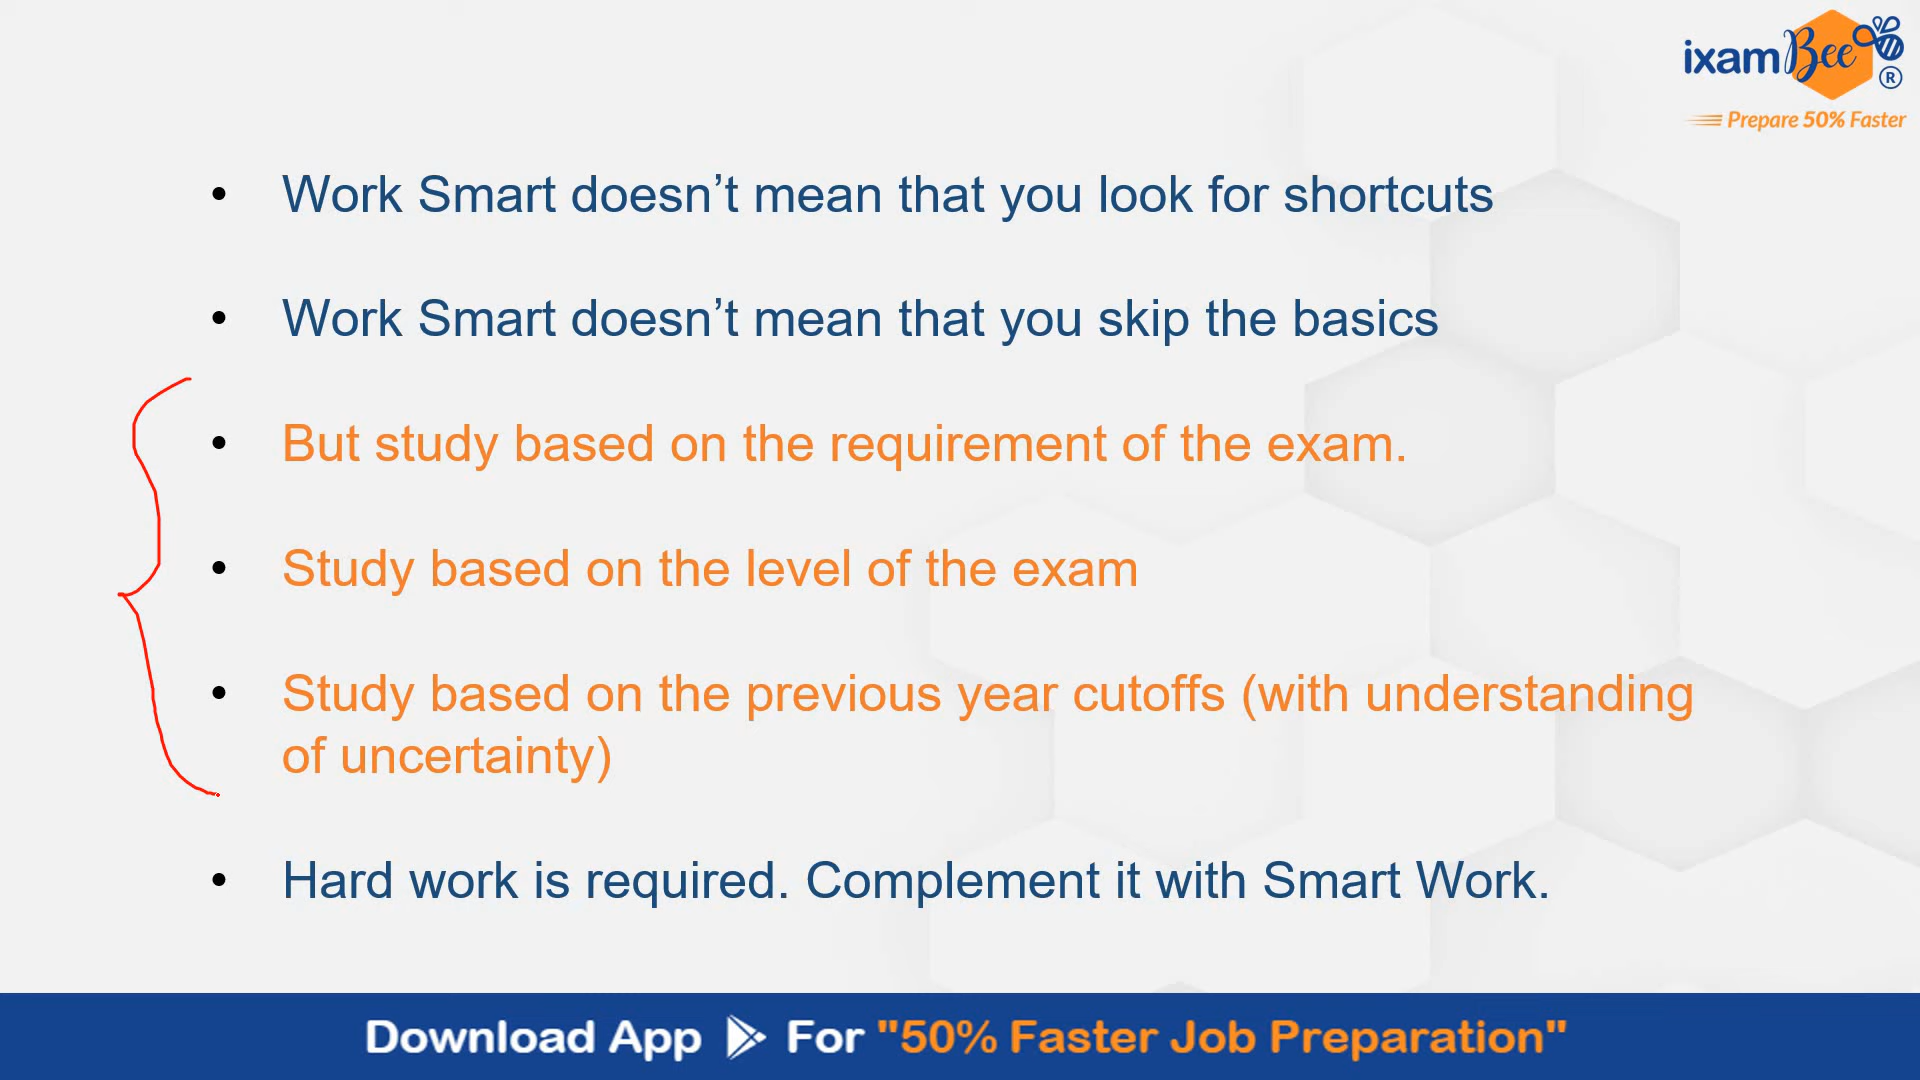 ixamBee®
Prepare 50% Faster
• Work Smart doesn’t mean that you look for shortcuts
• Work Smart doesn’t mean that you skip the basics
• But study based on the requirement of the exam.
• Study based on the level of the exam
• Study based on the previous year cutoffs (with understanding
of uncertainty)
• Hard work is required. Complement it with Smart Work.
Download App For "50% Faster Job Preparation"